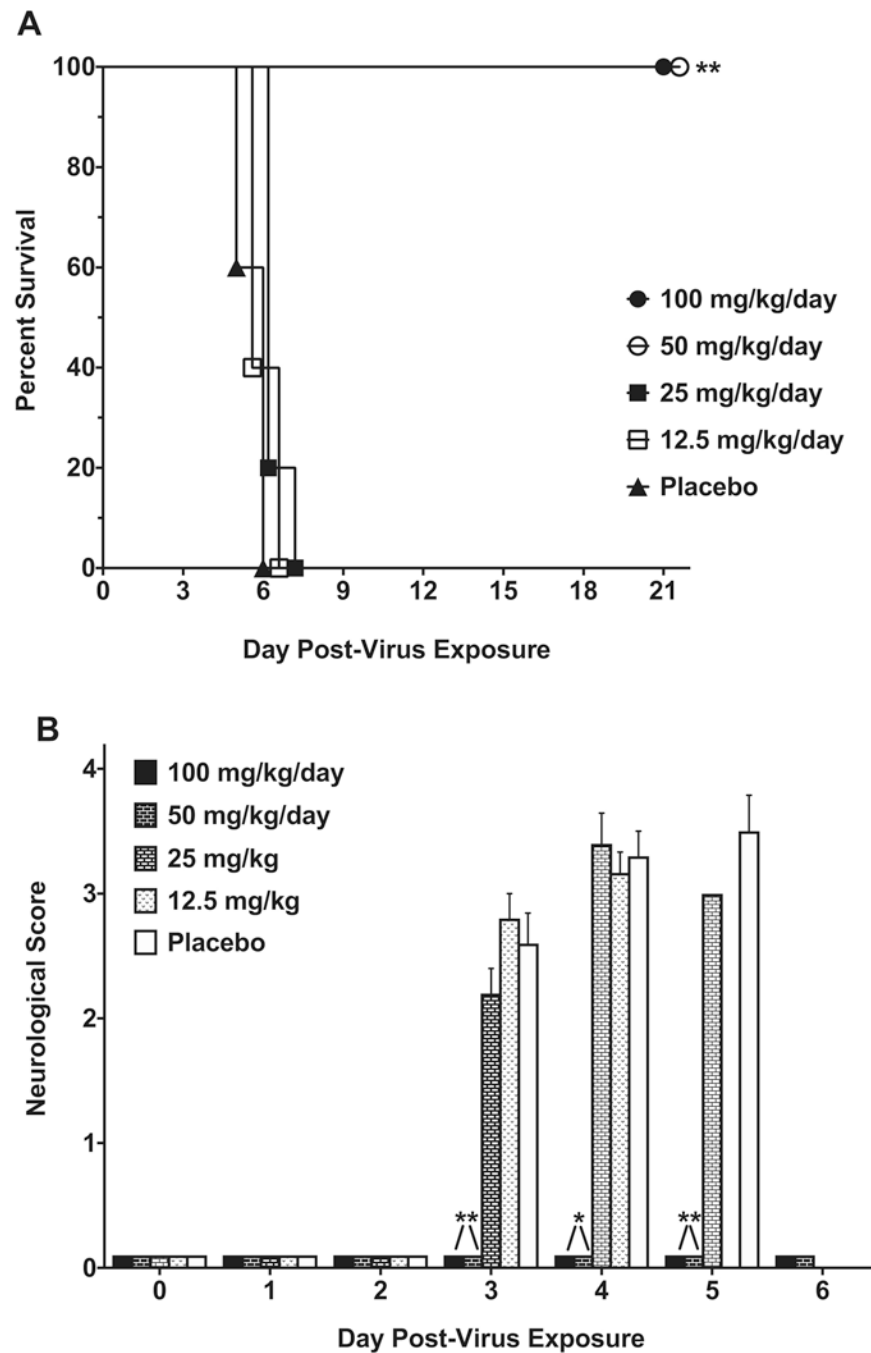 A
100
80
60
40
20
0
Percent Survival
**
100 mg/kg/day
50 mg/kg/day
25 mg/kg/day
12.5 mg/kg/day
Placebo
0 3 6 9 12 15 18 21
Day Post-Virus Exposure
B
4
3
2
1
0
Neurological Score
100 mg/kg/day
50 mg/kg/day
25 mg/kg
12.5 mg/kg
Placebo
** * **
0 1 2 3 4 5 6
Day Post-Virus Exposure